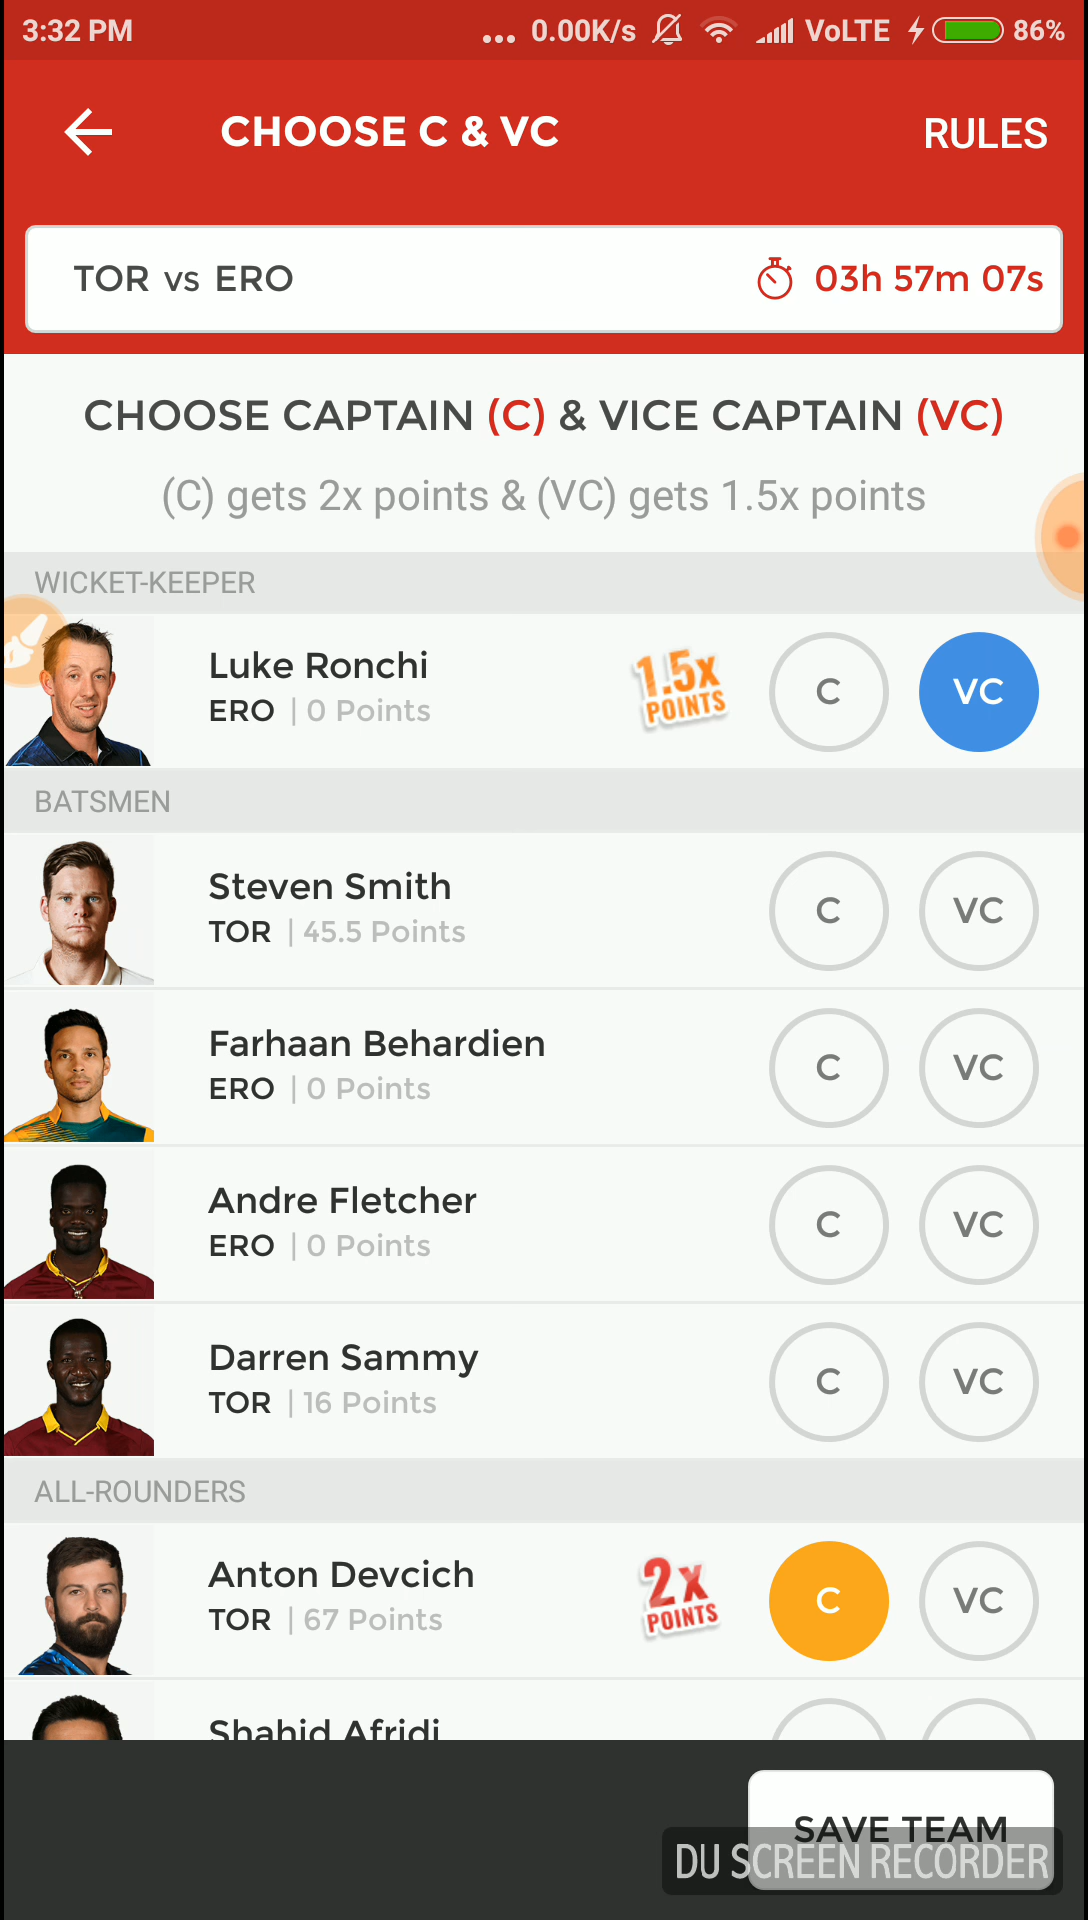 3:32 PM ... 0.00K/s VoLTE 86%
CHOOSE C & VC RULES
TOR vs ERO 03h 57m 07s
CHOOSE CAPTAIN (C) & VICE CAPTAIN (VC)
(C) gets 2x points & (VC) gets 1.5x points
WICKET-KEEPER
Luke Ronchi
ERO | 0 Points
1.5x
POINTS
C VC
BATSMEN
Steven Smith
TOR | 45.5 Points
C VC
Farhaan Behardien
ERO | 0 Points
C VC
Andre Fletcher
ERO | 0 Points
C VC
Darren Sammy
TOR | 16 Points
C VC
ALL-ROUNDERS
Anton Devcich
TOR | 67 Points
2x
POINTS
C VC
Shahid Afridi
SAVE TEAM
DU SCREEN RECORDER